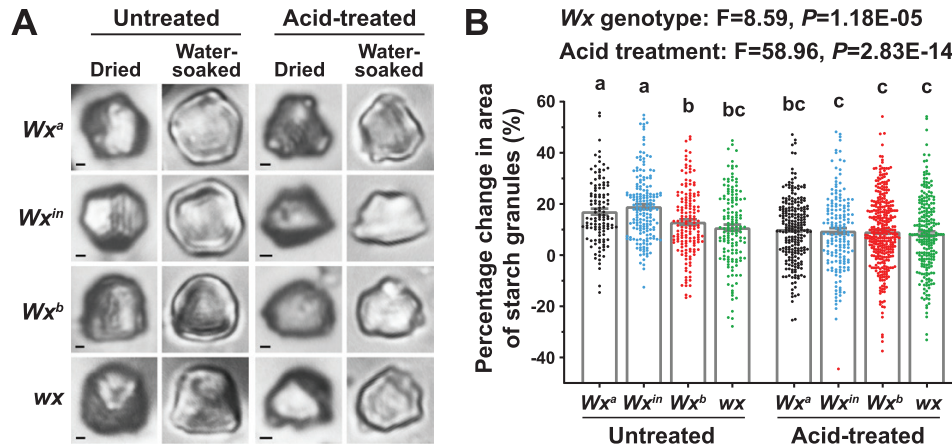 A
Untreated Acid-treated
Dried Water-soaked Dried Water-soaked
Wxa
Wxin
Wxb
wx
B
Wx genotype: F=8.59, P=1.18E-05
Acid treatment: F=58.96, P=2.83E-14
Percentage change in area
of starch granules (%)
60
40
20
0
-20
-40
a a b bc bc c c c
Wxa Wxin Wxb wx Wxa Wxin Wxb wx
Untreated Acid-treated